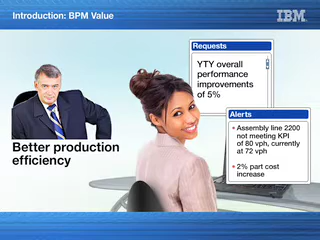 Introduction: BPM Value
IBM
Requests
YTY overall
performance
improvements
of 5%
Alerts
• Assembly line 2200
not meeting KPI
of 80 vph, currently
at 72 vph
• 2% part cost
increase
Better production
efficiency